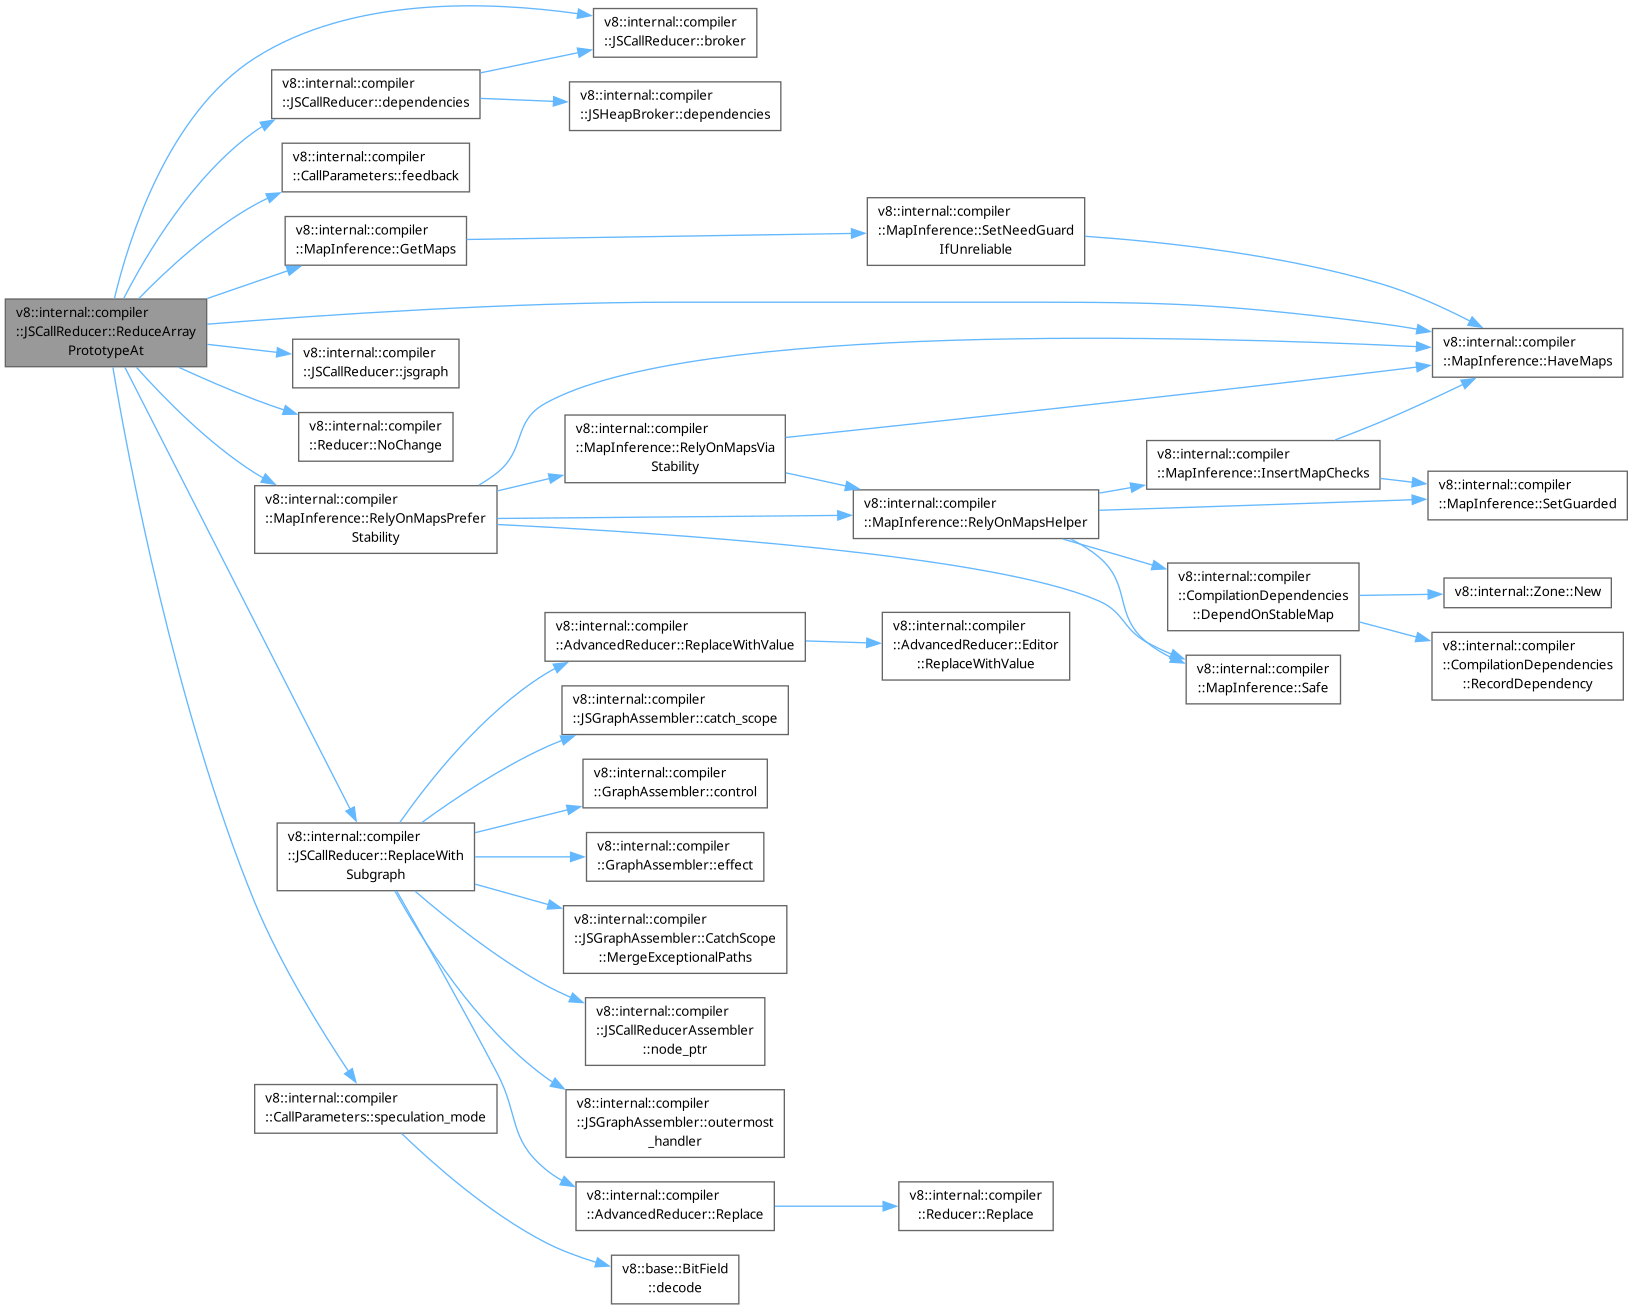 v8::internal::compiler
::JSCallReducer::ReduceArray
PrototypeAt
v8::internal::compiler
::JSCallReducer::broker
v8::internal::compiler
::JSCallReducer::dependencies
v8::internal::compiler
::JSHeapBroker::dependencies
v8::internal::compiler
::CallParameters::feedback
v8::internal::compiler
::MapInference::GetMaps
v8::internal::compiler
::MapInference::SetNeedGuard
IfUnreliable
v8::internal::compiler
::MapInference::HaveMaps
v8::internal::compiler
::JSCallReducer::jsgraph
v8::internal::compiler
::Reducer::NoChange
v8::internal::compiler
::MapInference::RelyOnMapsPrefer
Stability
v8::internal::compiler
::MapInference::RelyOnMapsVia
Stability
v8::internal::compiler
::MapInference::RelyOnMapsHelper
v8::internal::compiler
::MapInference::InsertMapChecks
v8::internal::compiler
::MapInference::SetGuarded
v8::internal::compiler
::CompilationDependencies
::DependOnStableMap
v8::internal::Zone::New
v8::internal::compiler
::CompilationDependencies
::RecordDependency
v8::internal::compiler
::MapInference::Safe
v8::internal::compiler
::JSCallReducer::ReplaceWith
Subgraph
v8::internal::compiler
::AdvancedReducer::ReplaceWithValue
v8::internal::compiler
::AdvancedReducer::Editor
::ReplaceWithValue
v8::internal::compiler
::JSGraphAssembler::catch_scope
v8::internal::compiler
::GraphAssembler::control
v8::internal::compiler
::GraphAssembler::effect
v8::internal::compiler
::JSGraphAssembler::CatchScope
::MergeExceptionalPaths
v8::internal::compiler
::JSCallReducerAssembler
::node_ptr
v8::internal::compiler
::JSGraphAssembler::outermost
_handler
v8::internal::compiler
::AdvancedReducer::Replace
v8::internal::compiler
::Reducer::Replace
v8::internal::compiler
::CallParameters::speculation_mode
v8::base::BitField
::decode